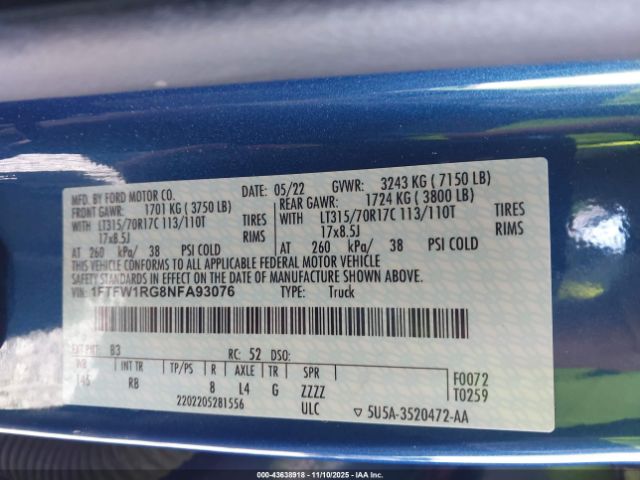 MFD. BY FORD MOTOR CO. DATE: 05/22 GVWR: 3243 KG ( 7150 LB)
FRONT GAWR: 1701 KG ( 3750 LB) REAR GAWR: 1724 KG ( 3800 LB)
WITH LT315/70R17C 113/110T TIRES WITH LT315/70R17C 113/110T TIRES
17x8.5J RIMS 17x8.5J RIMS
AT 260 kPa/ 38 PSI COLD AT 260 kPa/ 38 PSI COLD
THIS VEHICLE CONFORMS TO ALL APPLICABLE FEDERAL MOTOR VEHICLE
SAFETY STANDARDS IN EFFECT ON THE DATE OF MANUFACTURE SHOWN ABOVE.
VIN: 1FTFW1RG8NFA93076 TYPE: Truck
EXT PNT: B3 RC: 52 DSO:
WB TP/PS R AXLE TR SPR F0072
145 RB 8 L4 G ZZZZ T0259
2202205281556 ULC 5U5A-3520472-AA
000-43638918 - 11/10/2025 - IAA Inc.